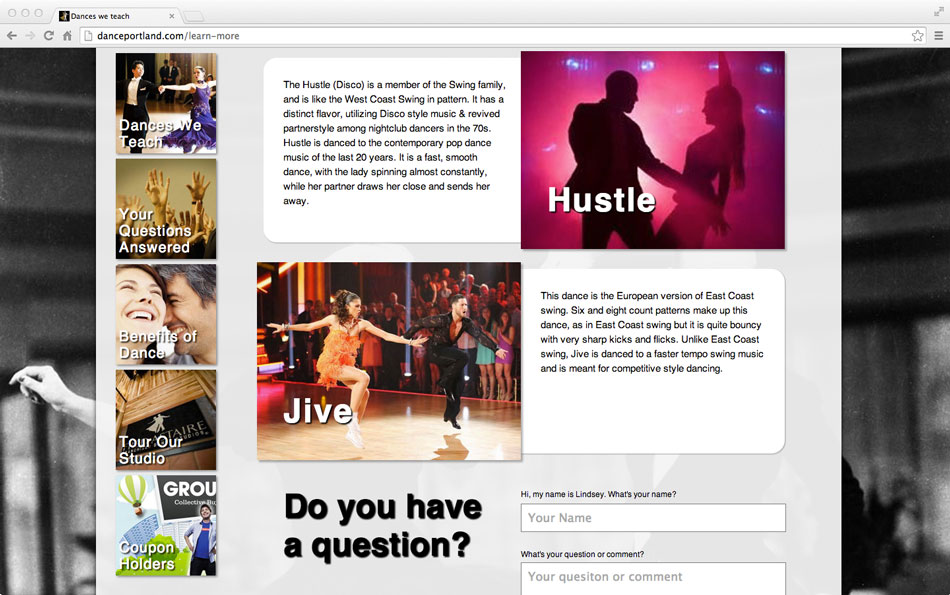 Dances we teach
danceportland.com/learn-more
Dances We
Teach
Your
Questions
Answered
Benefits of
Dance
TAIRE
Tour Our
Studio
GROU
Collective Bu
Coupon
Holders
The Hustle (Disco) is a member of the Swing family,
and is like the West Coast Swing in pattern. It has a
distinct flavor, utilizing Disco style music & revived
partnerstyle among nightclub dancers in the 70s.
Hustle is danced to the contemporary pop dance
music of the last 20 years. It is a fast, smooth
dance, with the lady spinning almost constantly,
while her partner draws her close and sends her
away.
Hustle
Jive
This dance is the European version of East Coast
swing. Six and eight count patterns make up this
dance, as in East Coast swing but it is quite bouncy
with very sharp kicks and flicks. Unlike East Coast
swing, Jive is danced to a faster tempo swing music
and is meant for competitive style dancing.
Do you have
a question?
Hi, my name is Lindsey. What's your name?
Your Name
What's your question or comment?
Your quesiton or comment